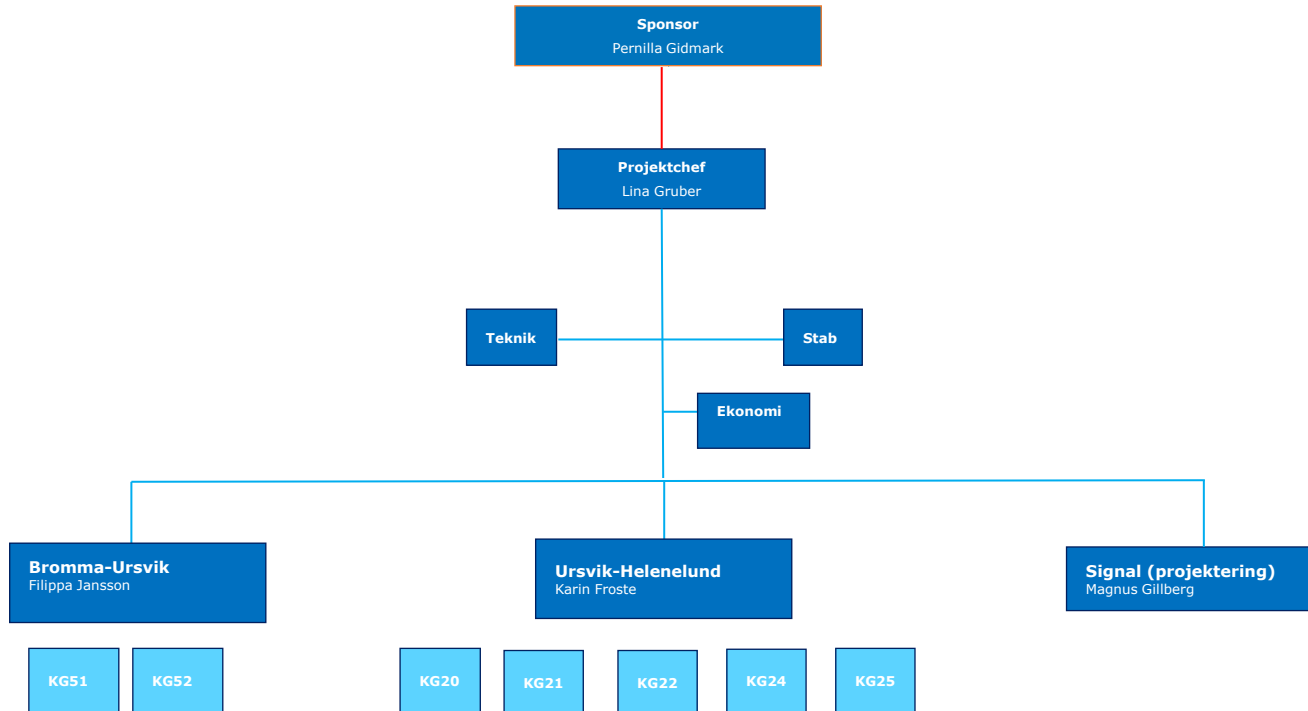 Sponsor
Pernilla Gidmark
Projektchef
Lina Gruber
Teknik
Stab
Ekonomi
Bromma-Ursvik
Filippa Jansson
Ursvik-Helenelund
Karin Froste
Signal (projektering)
Magnus Gillberg
KG51
KG52
KG20
KG21
KG22
KG24
KG25